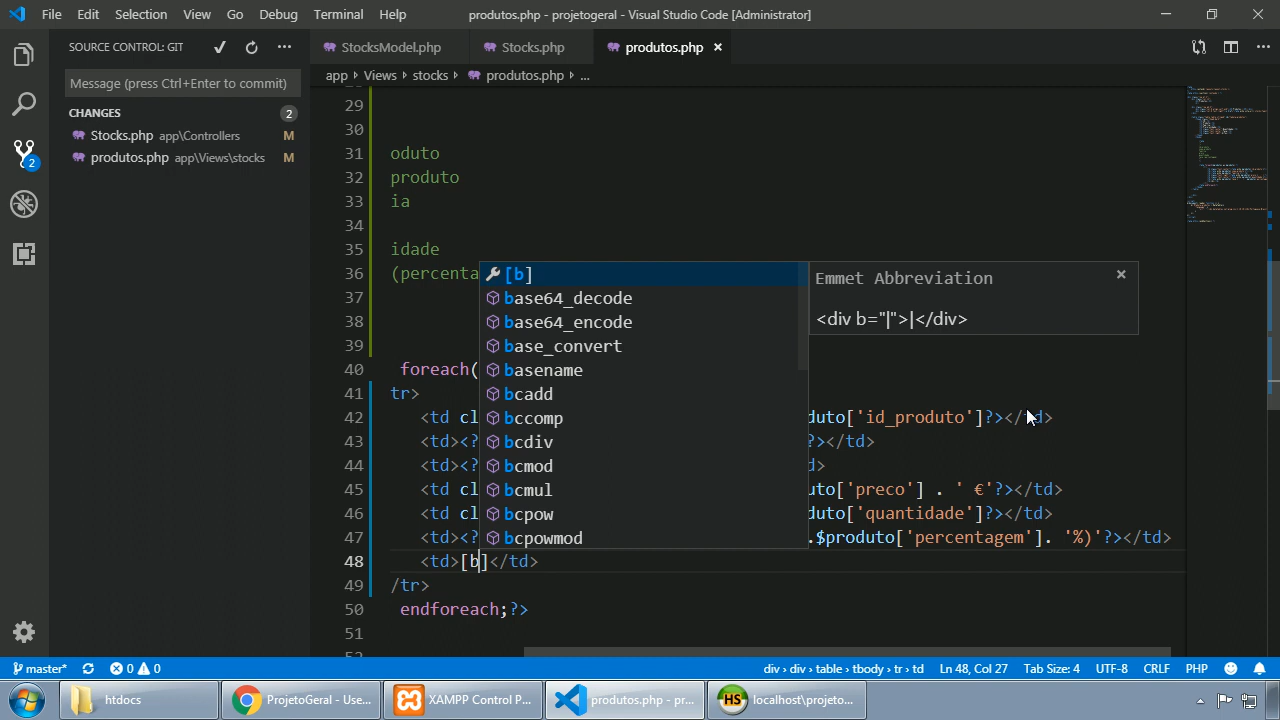 File Edit Selection View Go Debug Terminal Help
produtos.php - projetogeral - Visual Studio Code [Administrator]
SOURCE CONTROL: GIT
StocksModel.php
Stocks.php
produtos.php
Message (press Ctrl+Enter to commit)
app Views stocks produtos.php ...
CHANGES 2
Stocks.php app\Controllers M
produtos.php app\Views\stocks M
2
29
30
31 oduto
32 produto
33 ia
34
35 idade
36 (percenta
37
38
39
40 foreach(
41 tr>
42 <td cl duto['id_produto']?></td>
43 <td><? ?></td>
44 <td><? d>
45 <td cl uto['preco'] . ' €'?></td>
46 <td cl duto['quantidade']?></td>
47 <td><? .$produto['percentagem']. '%)'?></td>
48 <td>[b]</td>
49 /tr>
50 endforeach;?>
51
[b]
base64_decode
base64_encode
base_convert
basename
bcadd
bccomp
bcdiv
bcmod
bcmul
bcpow
bcpowmod
Emmet Abbreviation
<div b="|">|</div>
master* 0 0
div › div › table › tbody › tr › td Ln 48, Col 27 Tab Size: 4 UTF-8 CRLF PHP
htdocs
ProjetoGeral - Use...
XAMPP Control P...
produtos.php - pr...
HS localhost\projeto...